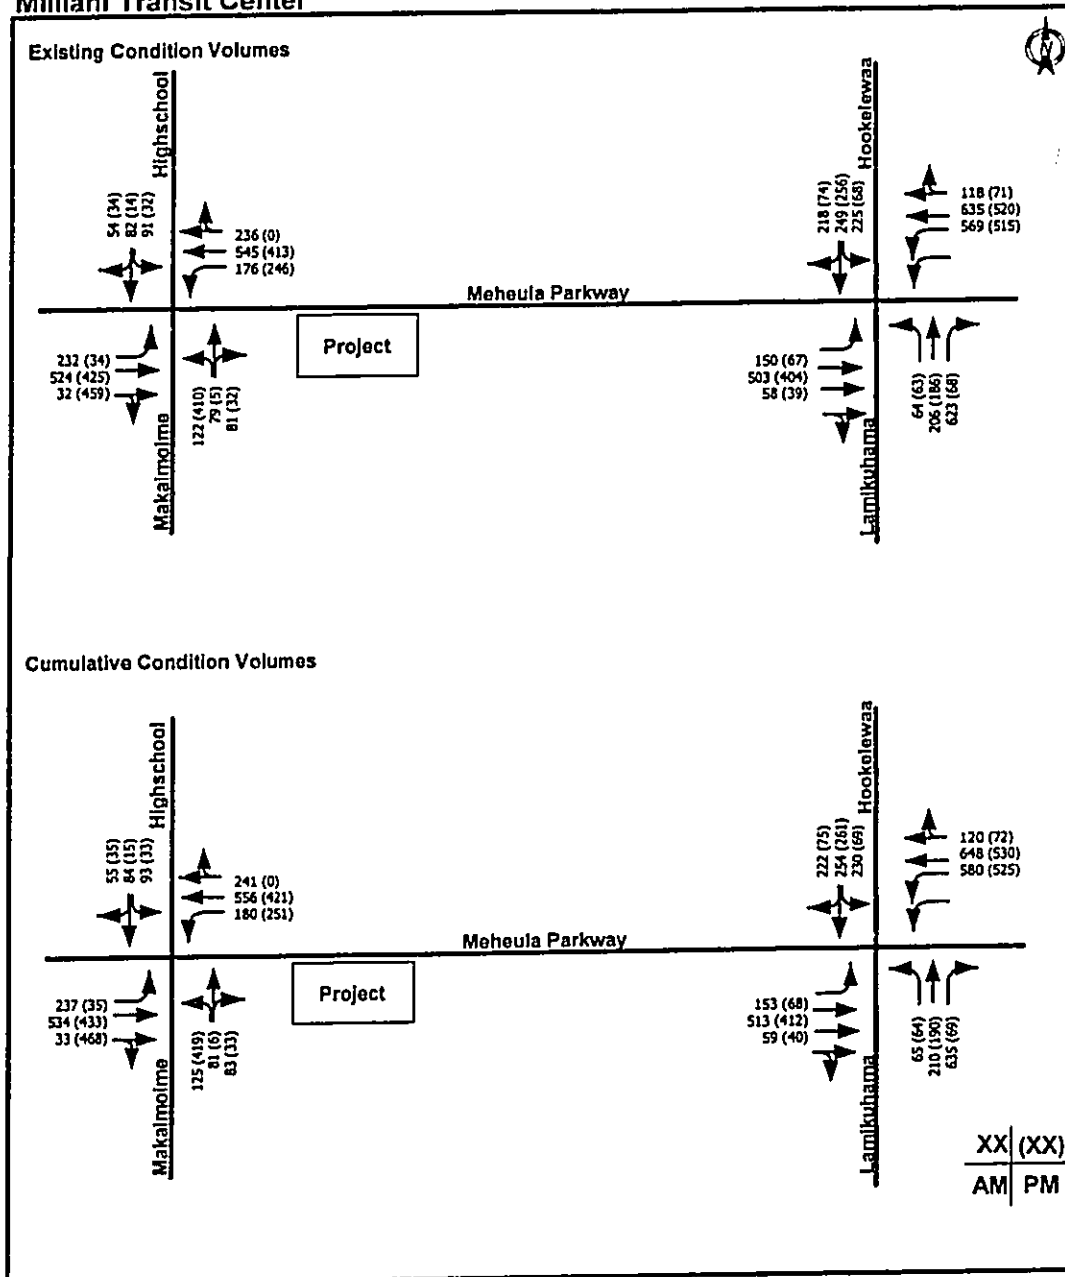 Mililani Transit Center
Existing Condition Volumes
N
Highschool
Hookelewaa
54 (34)
82 (14)
91 (32)
236 (0)
545 (413)
176 (246)
218 (74)
249 (256)
225 (68)
118 (71)
635 (520)
569 (515)
Meheula Parkway
Project
232 (34)
524 (425)
32 (459)
122 (410)
79 (5)
81 (32)
150 (67)
503 (404)
58 (39)
64 (63)
206 (186)
623 (68)
Makaimoime
Lamikuhama
Cumulative Condition Volumes
Highschool
Hookelewaa
55 (35)
84 (15)
93 (33)
241 (0)
556 (421)
180 (251)
222 (75)
254 (261)
230 (69)
120 (72)
648 (530)
580 (525)
Meheula Parkway
Project
237 (35)
534 (433)
33 (468)
125 (419)
81 (6)
83 (33)
153 (68)
513 (412)
59 (40)
65 (64)
210 (190)
635 (69)
Makaimoime
Lamikuhama
XX (XX)
AM PM